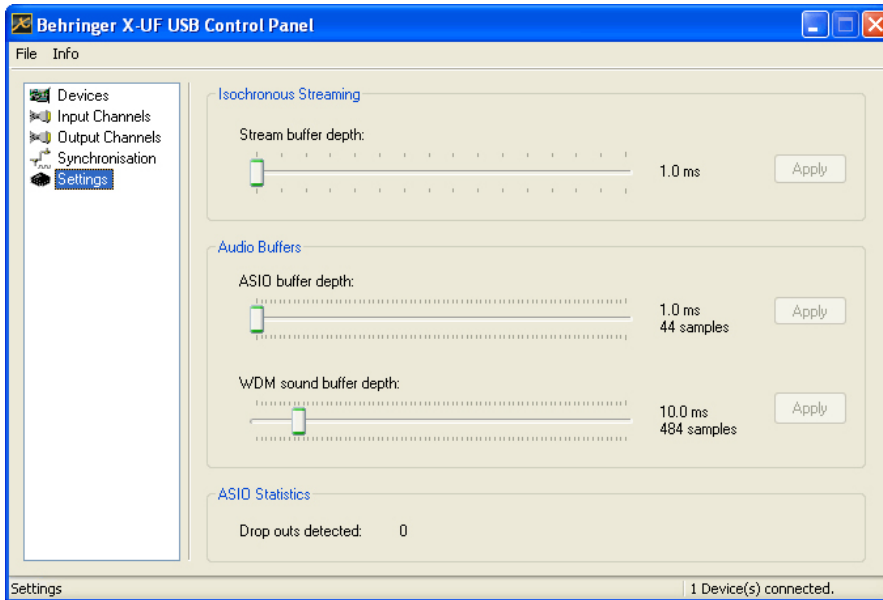 Behringer X-UF USB Control Panel
File Info
Devices
Input Channels
Output Channels
Synchronisation
Settings
Isochronous Streaming
Stream buffer depth:
1.0 ms
Apply
Audio Buffers
ASIO buffer depth:
1.0 ms
44 samples
Apply
WDM sound buffer depth:
10.0 ms
484 samples
Apply
ASIO Statistics
Drop outs detected: 0
Settings
1 Device(s) connected.